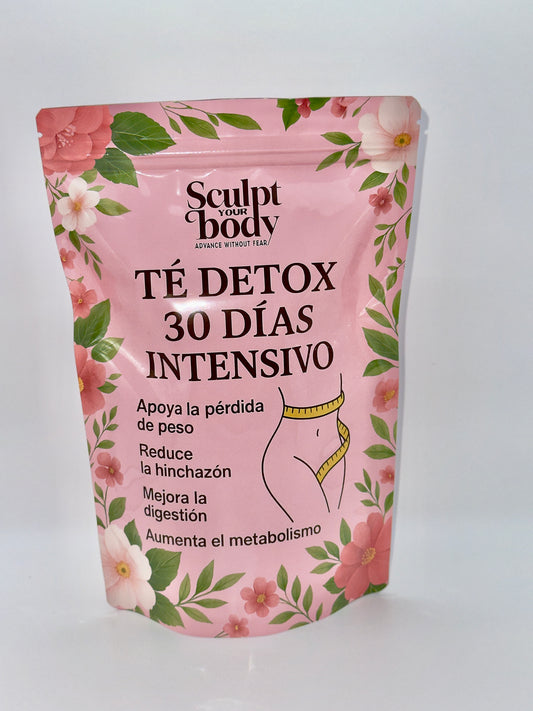 Sculpt
YOUR
body
ADVANCE WITHOUT FEAR
TÉ DETOX
30 DÍAS
INTENSIVO
Apoya la pérdida
de peso
Reduce
la hinchazón
Mejora la
digestión
Aumenta el metabolismo